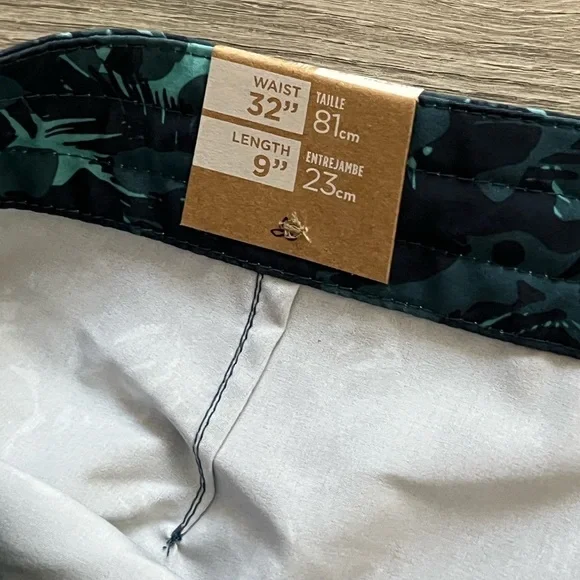 WAIST
32”
TAILLE
81cm
LENGTH
9”
ENTREJAMBE
23cm